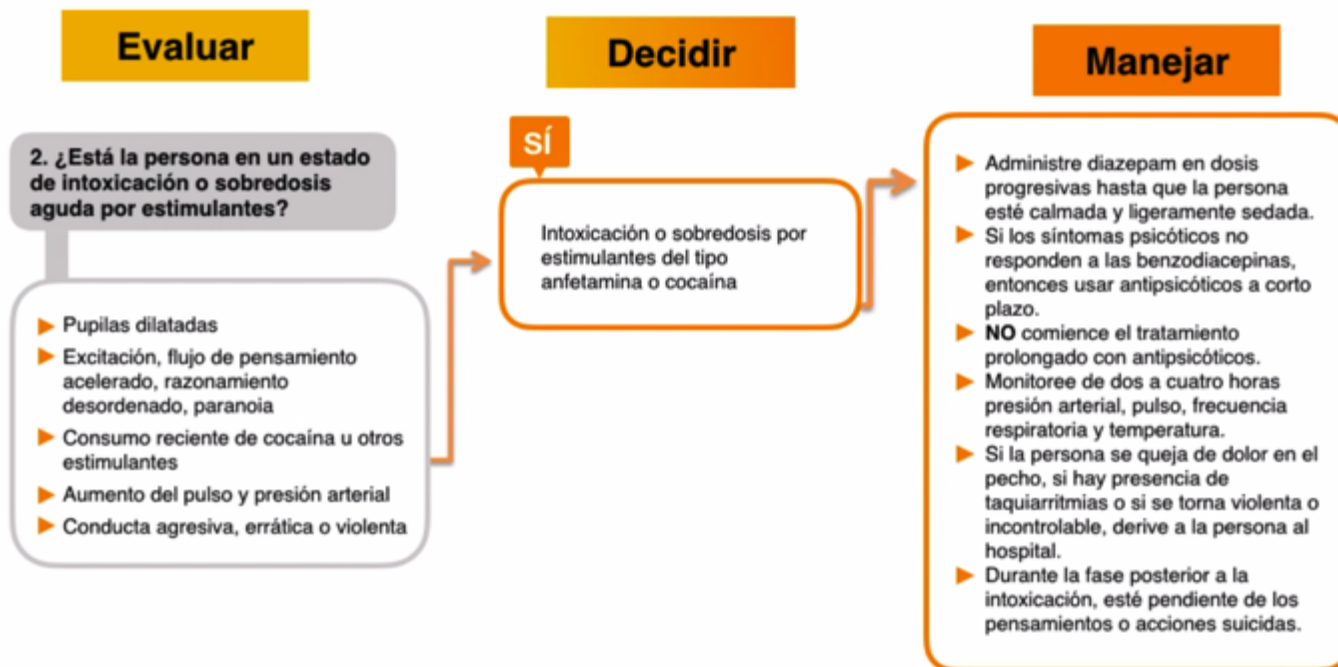 Evaluar
Decidir
Manejar
2. ¿Está la persona en un estado
de intoxicación o sobredosis
aguda por estimulantes?
Pupilas dilatadas
Excitación, flujo de pensamiento
acelerado, razonamiento
desordenado, paranoia
Consumo reciente de cocaína u otros
estimulantes
Aumento del pulso y presión arterial
Conducta agresiva, errática o violenta
SÍ
Intoxicación o sobredosis por
estimulantes del tipo
anfetamina o cocaína
Administre diazepam en dosis
progresivas hasta que la persona
esté calmada y ligeramente sedada.
Si los síntomas psicóticos no
responden a las benzodiacepinas,
entonces usar antipsicóticos a corto
plazo.
NO comience el tratamiento
prolongado con antipsicóticos.
Monitoree de dos a cuatro horas
presión arterial, pulso, frecuencia
respiratoria y temperatura.
Si la persona se queja de dolor en el
pecho, si hay presencia de
taquiarritmias o si se torna violenta o
incontrolable, derive a la persona al
hospital.
Durante la fase posterior a la
intoxicación, esté pendiente de los
pensamientos o acciones suicidas.